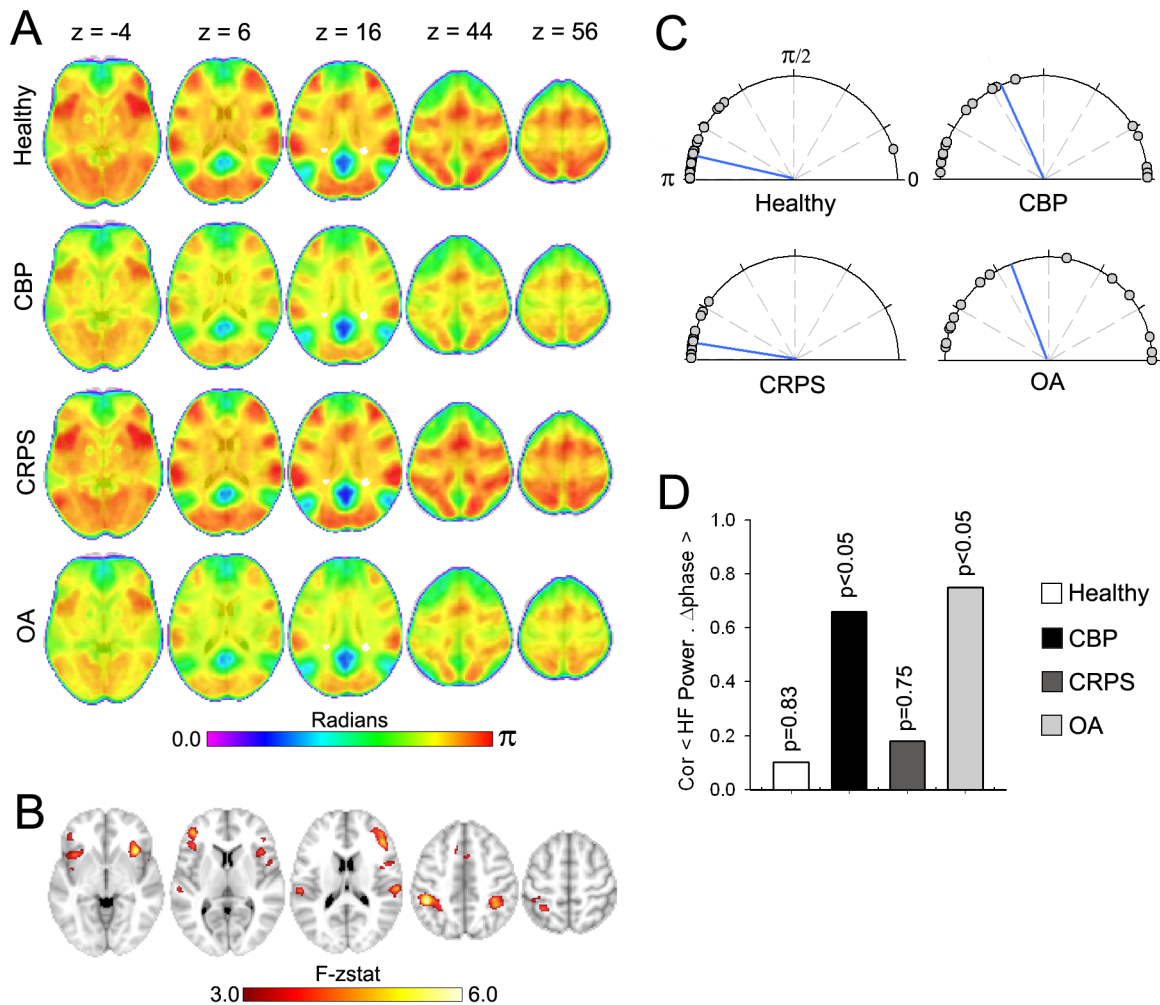 A
z = -4 z = 6 z = 16 z = 44 z = 56
Healthy
CBP
CRPS
OA
Radians
0.0 π
B
F-zstat
3.0 6.0
C
π/2
π 0
Healthy CBP
CRPS OA
D
Cor < HF Power . Δphase >
1.0
0.8
0.6
0.4
0.2
0.0
p=0.83
p<0.05
p=0.75
p<0.05
Healthy
CBP
CRPS
OA